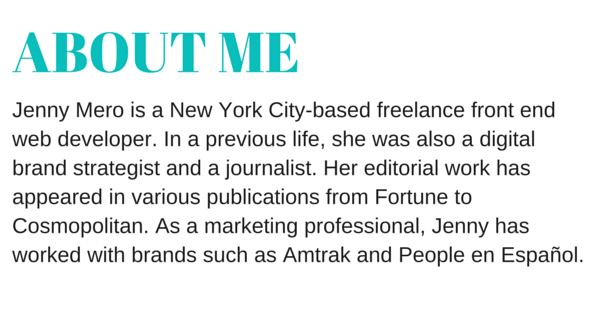 ABOUT ME
Jenny Mero is a New York City-based freelance front end
web developer. In a previous life, she was also a digital
brand strategist and a journalist. Her editorial work has
appeared in various publications from Fortune to
Cosmopolitan. As a marketing professional, Jenny has
worked with brands such as Amtrak and People en Español.